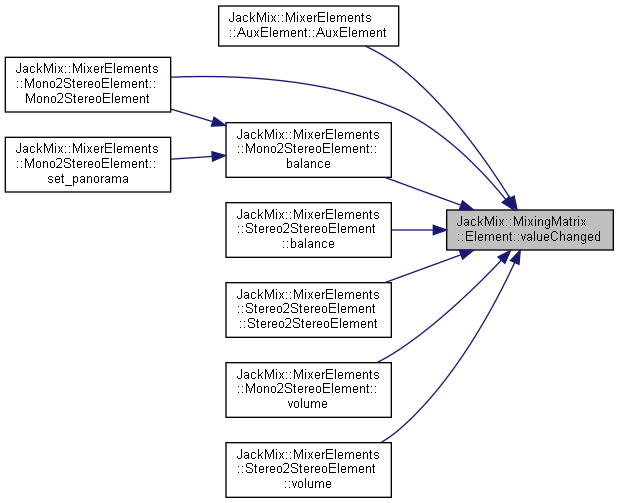 JackMix::MixerElements
::AuxElement::AuxElement
JackMix::MixerElements
::Mono2StereoElement::
Mono2StereoElement
JackMix::MixerElements
::Mono2StereoElement::
balance
JackMix::MixerElements
::Mono2StereoElement::
set_panorama
JackMix::MixingMatrix
::Element::valueChanged
JackMix::MixerElements
::Stereo2StereoElement
::balance
JackMix::MixerElements
::Stereo2StereoElement
::Stereo2StereoElement
JackMix::MixerElements
::Mono2StereoElement::
volume
JackMix::MixerElements
::Stereo2StereoElement
::volume